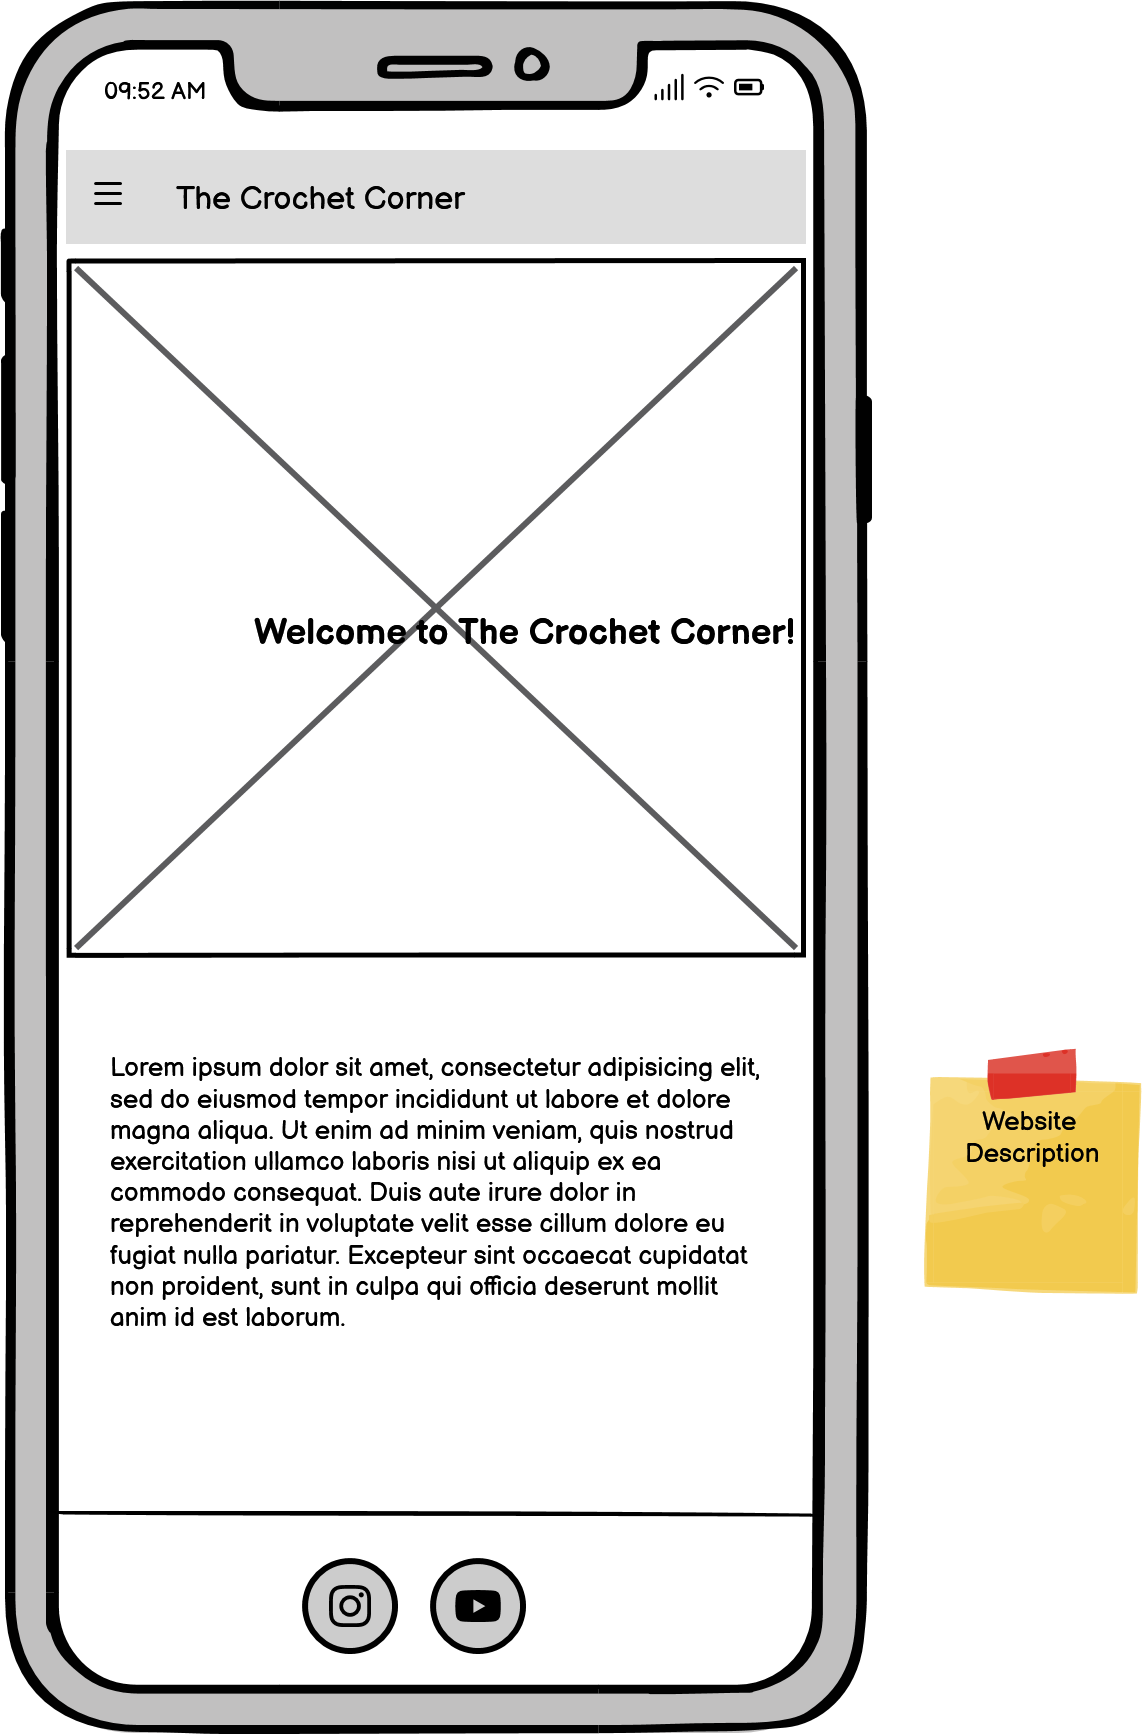 09:52 AM
The Crochet Corner
Welcome to The Crochet Corner!
Lorem ipsum dolor sit amet, consectetur adipisicing elit,
sed do eiusmod tempor incididunt ut labore et dolore
magna aliqua. Ut enim ad minim veniam, quis nostrud
exercitation ullamco laboris nisi ut aliquip ex ea
commodo consequat. Duis aute irure dolor in
reprehenderit in voluptate velit esse cillum dolore eu
fugiat nulla pariatur. Excepteur sint occaecat cupidatat
non proident, sunt in culpa qui officia deserunt mollit
anim id est laborum.
Website
Description